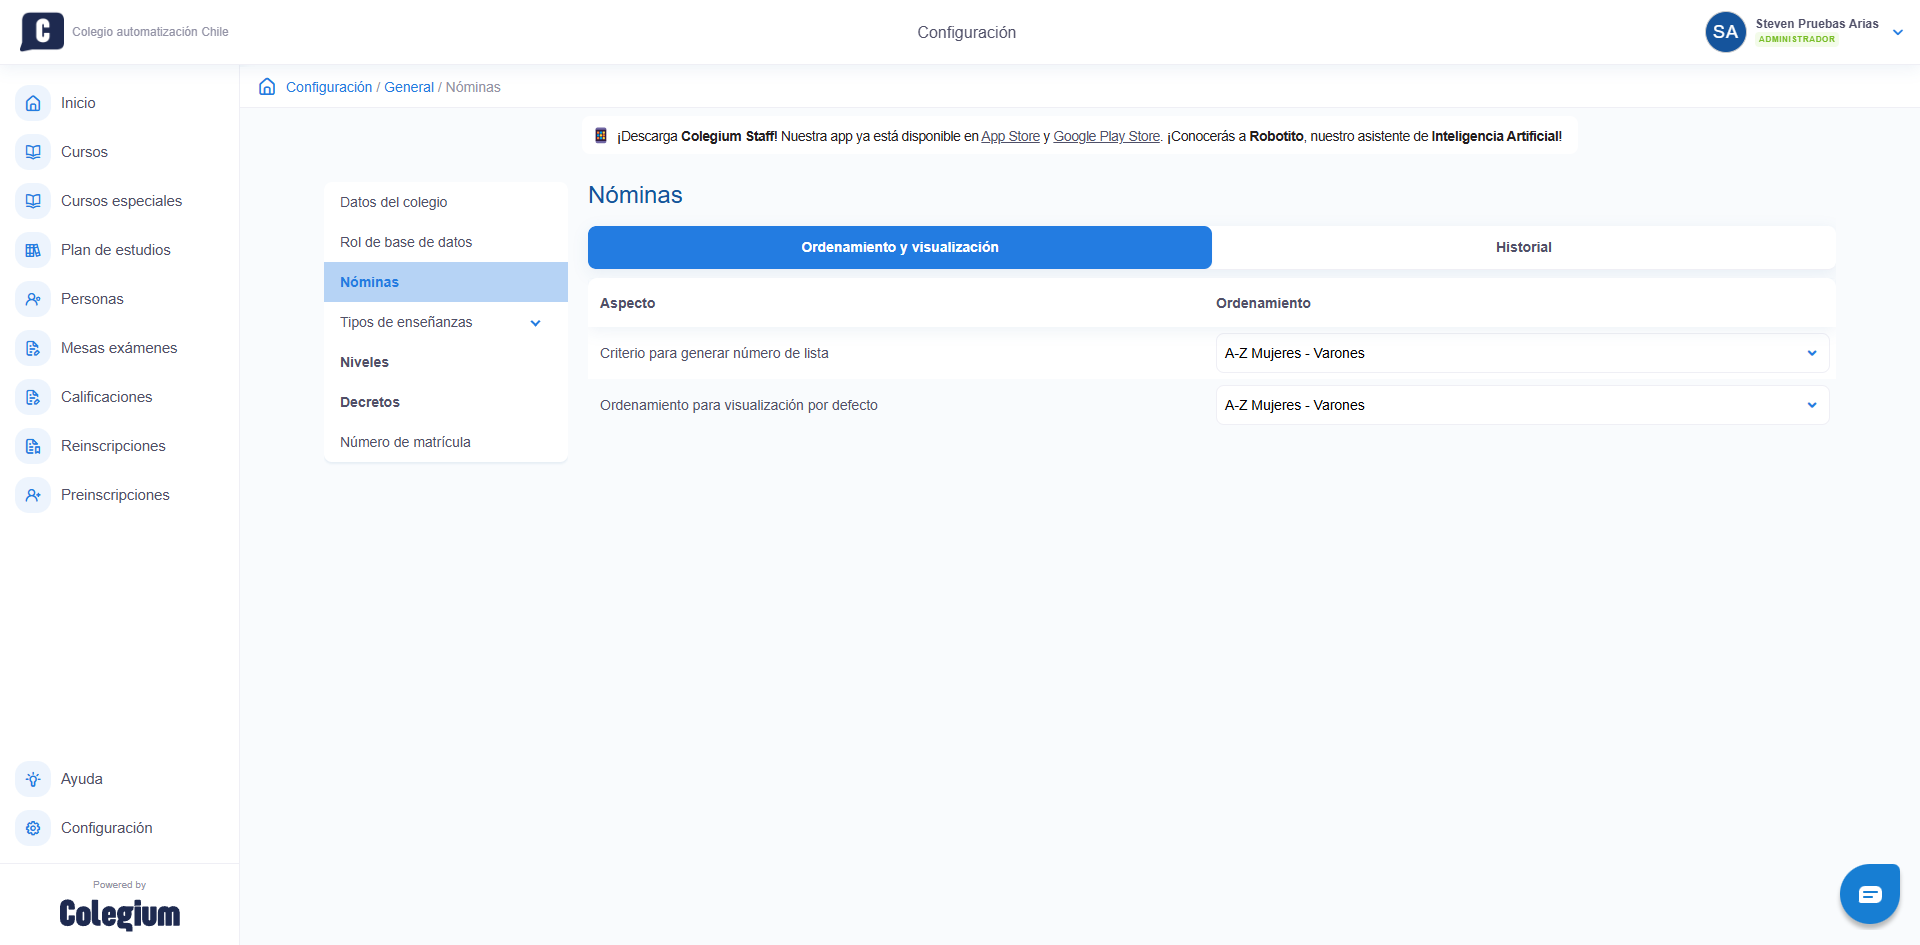 C
Colegio automatización Chile
Configuración
SA
Steven Pruebas Arias
ADMINISTRADOR
Inicio
Cursos
Cursos especiales
Plan de estudios
Personas
Mesas exámenes
Calificaciones
Reinscripciones
Preinscripciones
Ayuda
Configuración
Powered by
Colegium
Configuración / General / Nóminas
¡Descarga Colegium Staff! Nuestra app ya está disponible en App Store y Google Play Store. ¡Conocerás a Robotito, nuestro asistente de Inteligencia Artificial!
Datos del colegio
Rol de base de datos
Nóminas
Tipos de enseñanzas
Niveles
Decretos
Número de matrícula
Nóminas
Ordenamiento y visualización
Historial
Aspecto
Ordenamiento
Criterio para generar número de lista
A-Z Mujeres - Varones
Ordenamiento para visualización por defecto
A-Z Mujeres - Varones